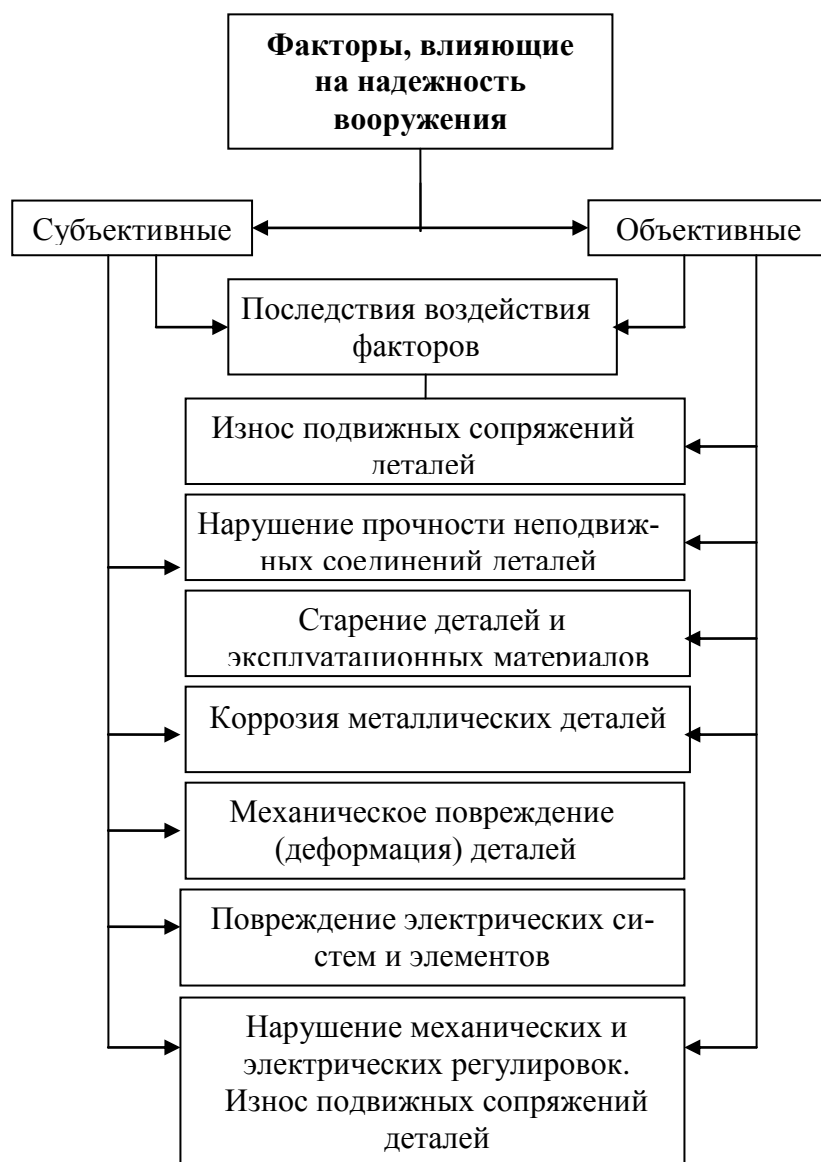 Факторы, влияющие
на надежность
вооружения
Субъективные
Объективные
Последствия воздействия
факторов
Износ подвижных сопряжений
деталей
Нарушение прочности неподвиж-
ных соединений деталей
Старение деталей и
эксплуатационных материалов
Коррозия металлических деталей
Механическое повреждение
(деформация) деталей
Повреждение электрических си-
стем и элементов
Нарушение механических и
электрических регулировок.
Износ подвижных сопряжений
деталей